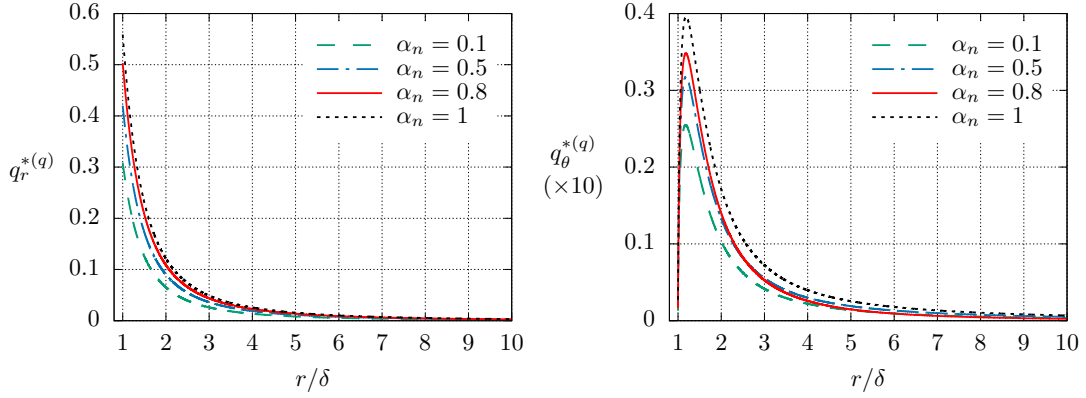 0.6
0.5
0.4
0.3
0.2
0.1
0
q_r^{*(q)}
α_n = 0.1
α_n = 0.5
α_n = 0.8
α_n = 1
1 2 3 4 5 6 7 8 9 10
r/δ
0.4
0.3
0.2
0.1
0
q_θ^{*(q)}
(×10)
α_n = 0.1
α_n = 0.5
α_n = 0.8
α_n = 1
1 2 3 4 5 6 7 8 9 10
r/δ